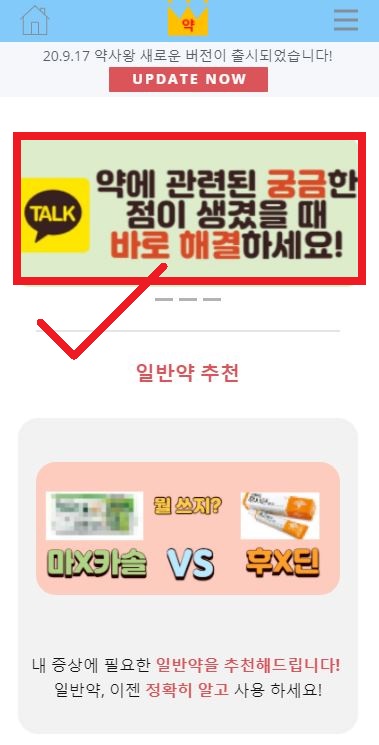 약
20.9.17 약사왕 새로운 버전이 출시되었습니다!
UPDATE NOW
TALK
약에 관련된 궁금한
점이 생겼을 때
바로 해결하세요!
일반약 추천
뭘 쓰지?
마X카솔 VS 후X딘
내 증상에 필요한 일반약을 추천해드립니다!
일반약, 이젠 정확히 알고 사용 하세요!